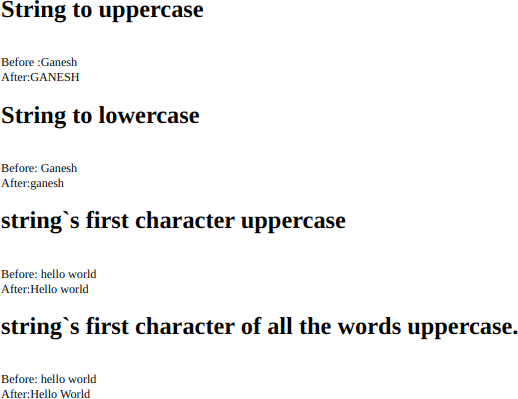 String to uppercase
Before :Ganesh
After:GANESH
String to lowercase
Before: Ganesh
After:ganesh
string`s first character uppercase
Before: hello world
After:Hello world
string`s first character of all the words uppercase.
Before: hello world
After:Hello World